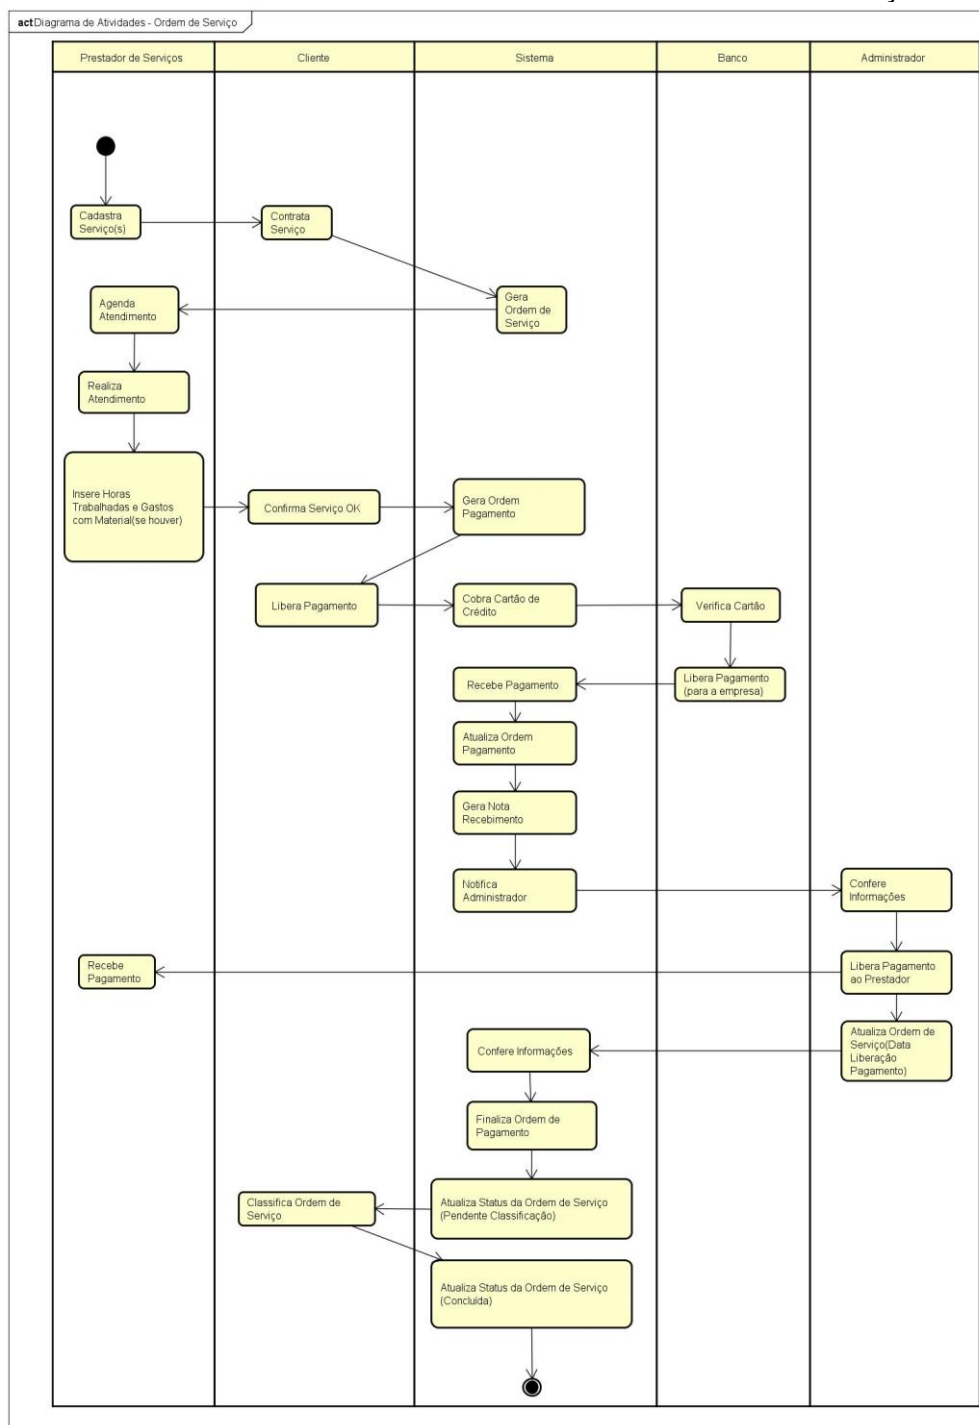 act Diagrama de Atividades - Ordem de Serviço
Prestador de Serviços
Cliente
Sistema
Banco
Administrador
Cadastra
Serviço(s)
Contrata
Serviço
Gera
Ordem de
Serviço
Agenda
Atendimento
Realiza
Atendimento
Insere Horas
Trabalhadas e Gastos
com Material(se houver)
Confirma Serviço OK
Gera Ordem
Pagamento
Libera Pagamento
Cobra Cartão de
Crédito
Verifica Cartão
Libera Pagamento
(para a empresa)
Recebe Pagamento
Atualiza Ordem
Pagamento
Gera Nota
Recebimento
Notifica
Administrador
Confere
Informações
Libera Pagamento
ao Prestador
Recebe
Pagamento
Atualiza Ordem de
Serviço(Data
Liberação
Pagamento)
Confere Informações
Finaliza Ordem de
Pagamento
Atualiza Status da Ordem de Serviço
(Pendente Classificação)
Classifica Ordem de
Serviço
Atualiza Status da Ordem de Serviço
(Concluída)